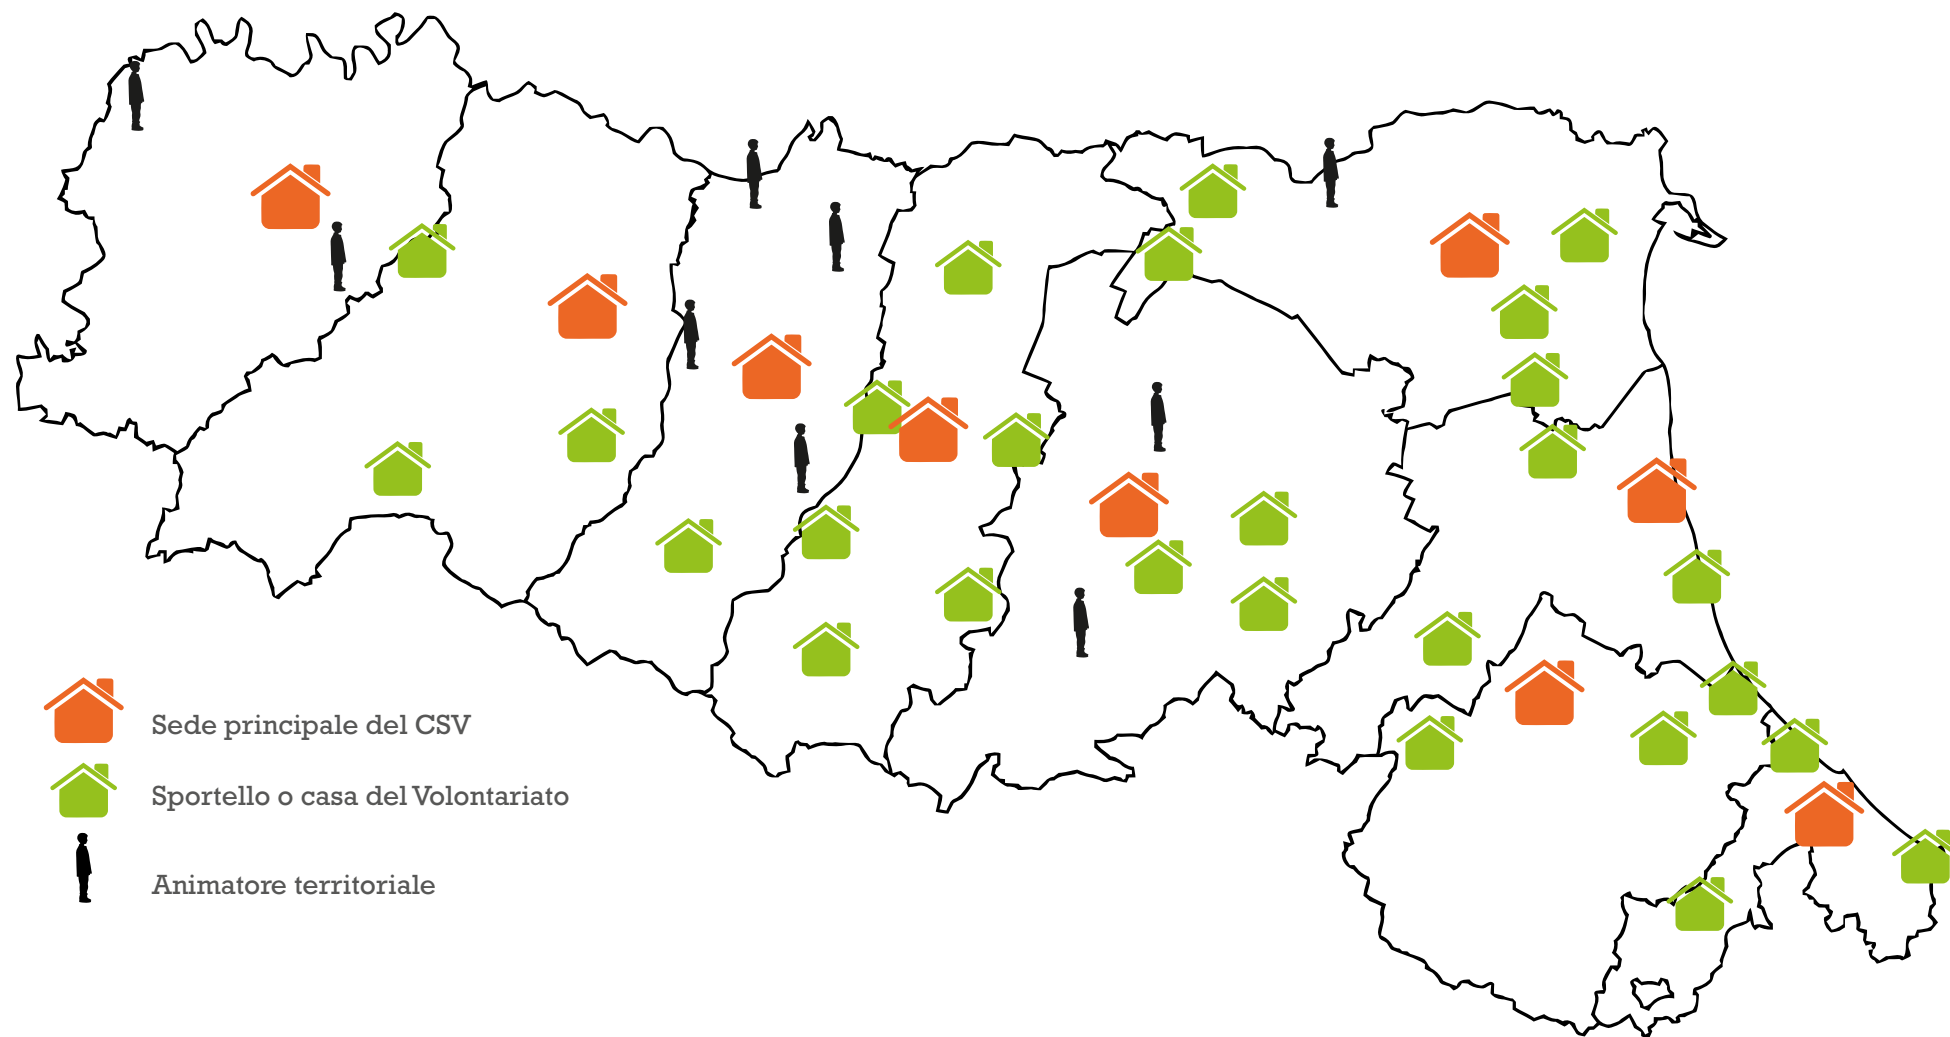 Sede principale del CSV
Sportello o casa del Volontariato
Animatore territoriale